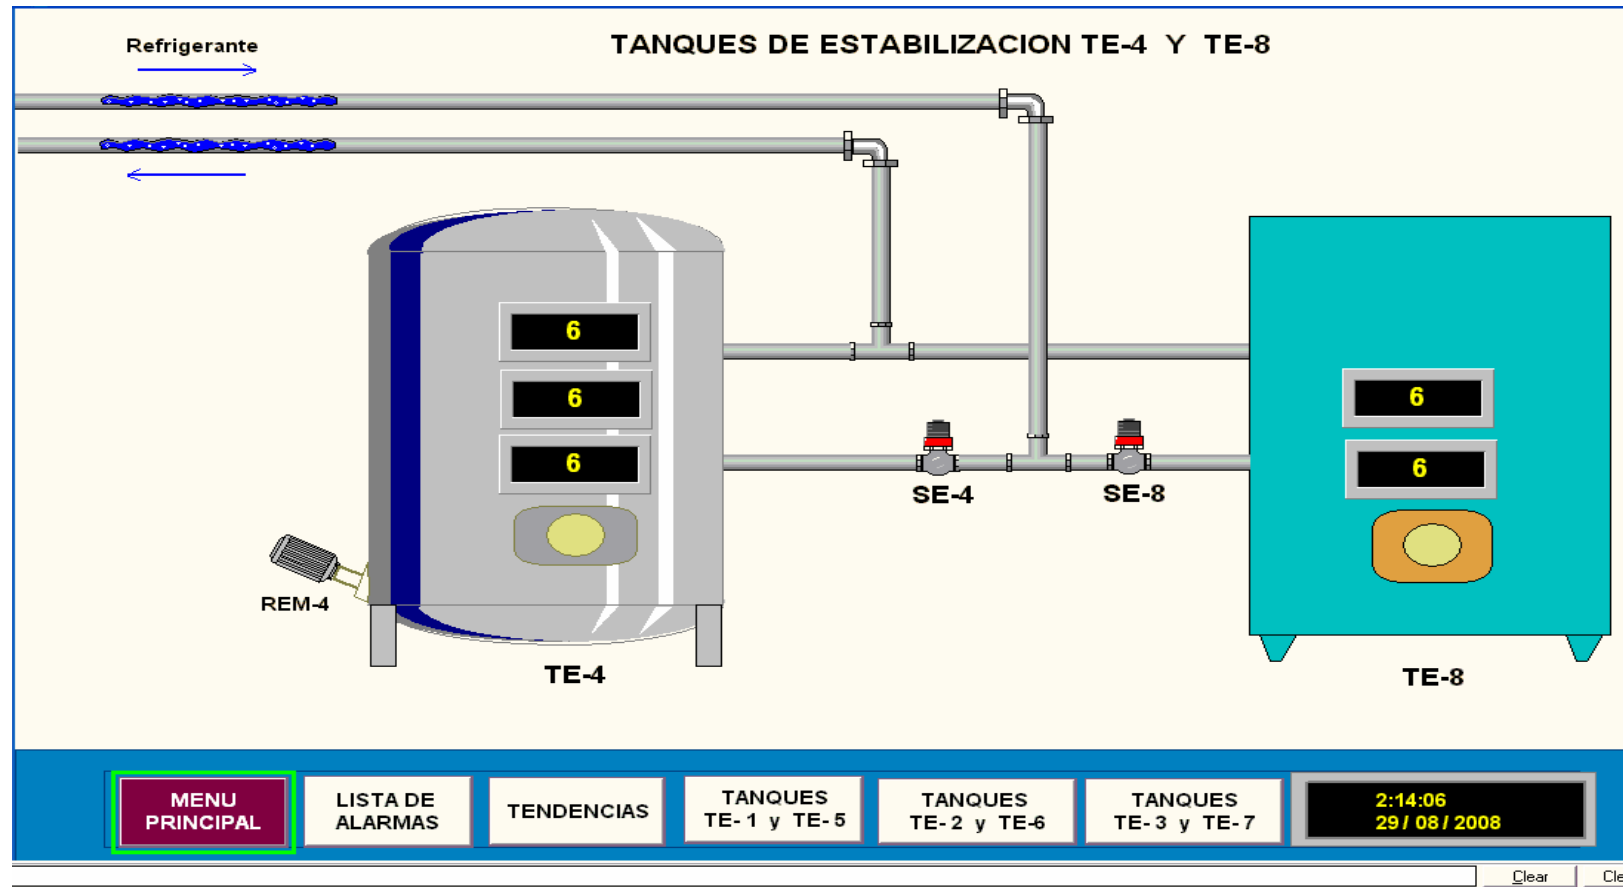 Refrigerante
TANQUES DE ESTABILIZACION TE-4 Y TE-8
6
6
6
6
6
SE-4
SE-8
REM-4
TE-4
TE-8
MENU
PRINCIPAL
LISTA DE
ALARMAS
TENDENCIAS
TANQUES
TE- 1 y TE- 5
TANQUES
TE- 2 y TE-6
TANQUES
TE- 3 y TE- 7
2:14:06
29 / 08 / 2008
Clear